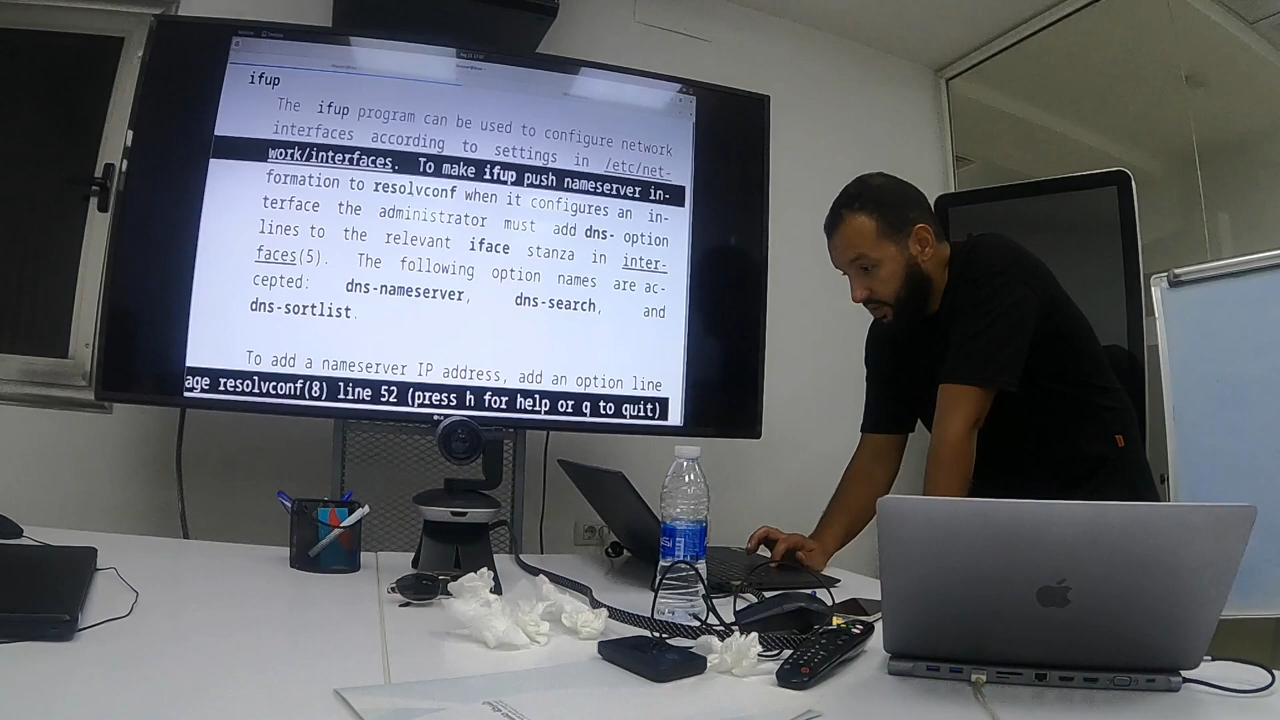 ifup
The ifup program can be used to configure network
interfaces according to settings in /etc/net-
work/interfaces. To make ifup push nameserver in-
formation to resolvconf when it configures an in-
terface the administrator must add dns- option
lines to the relevant iface stanza in inter-
faces(5). The following option names are ac-
cepted: dns-nameserver, dns-search, and
dns-sortlist.
To add a nameserver IP address, add an option line
age resolvconf(8) line 52 (press h for help or q to quit)
LG